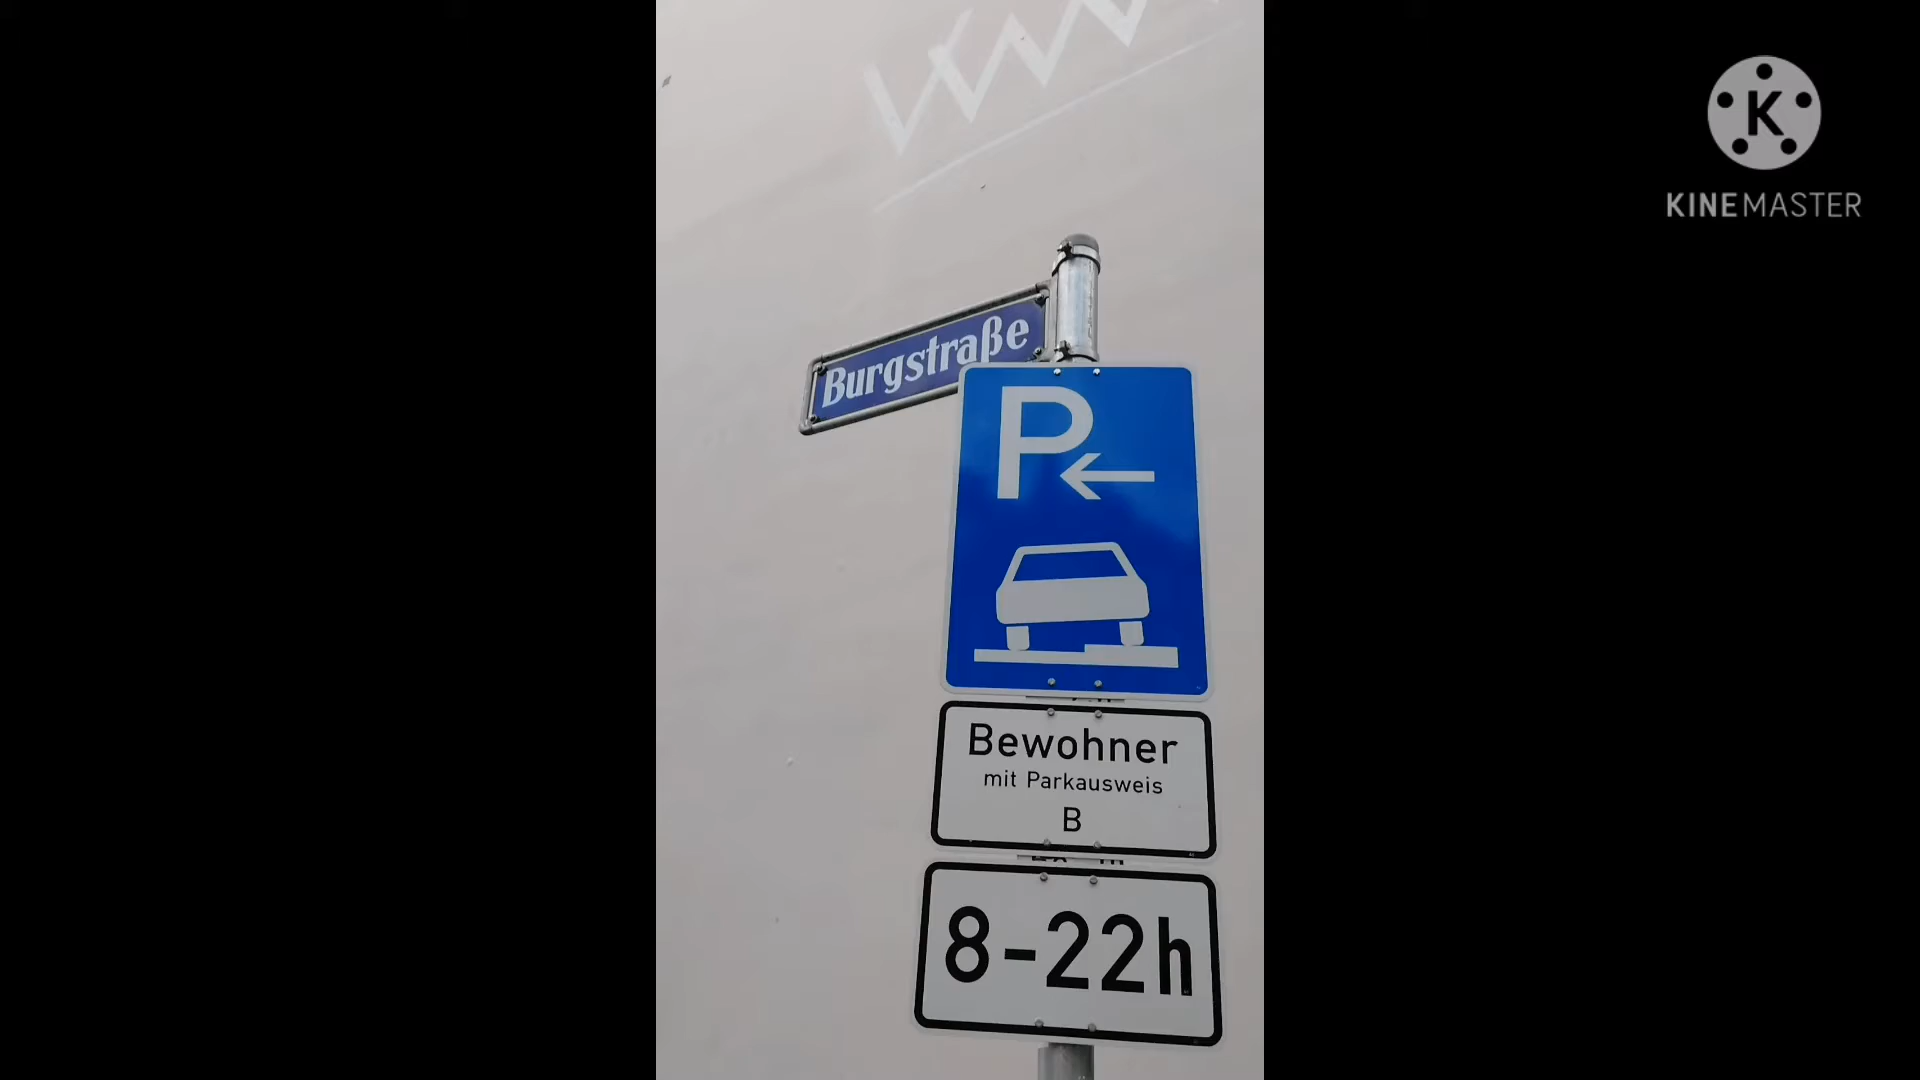 K
KINEMASTER
Burgstraße
P
Bewohner
mit Parkausweis
B
8-22h